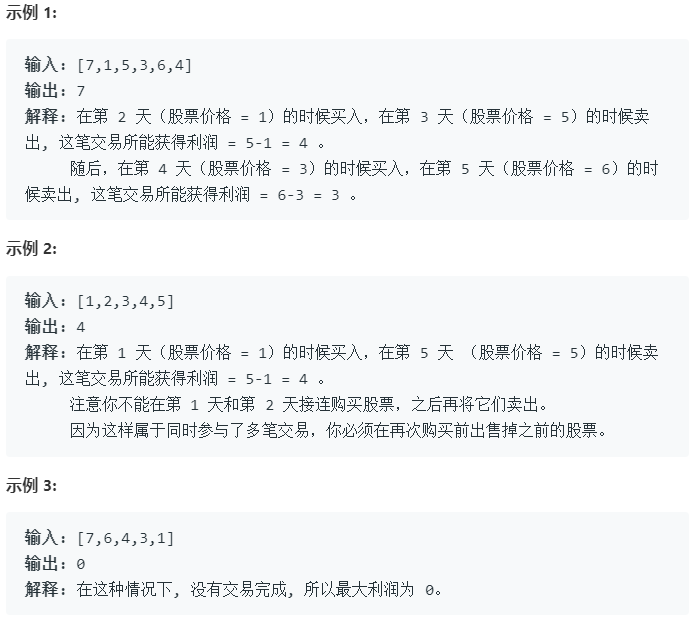 示例 1:
输入: [7,1,5,3,6,4]
输出: 7
解释: 在第 2 天（股票价格 = 1）的时候买入，在第 3 天（股票价格 = 5）的时候卖
出, 这笔交易所能获得利润 = 5-1 = 4 。
随后，在第 4 天（股票价格 = 3）的时候买入，在第 5 天（股票价格 = 6）的时
候卖出, 这笔交易所能获得利润 = 6-3 = 3 。
示例 2:
输入: [1,2,3,4,5]
输出: 4
解释: 在第 1 天（股票价格 = 1）的时候买入，在第 5 天 （股票价格 = 5）的时候卖
出, 这笔交易所能获得利润 = 5-1 = 4 。
注意你不能在第 1 天和第 2 天接连购买股票，之后再将它们卖出。
因为这样属于同时参与了多笔交易，你必须在再次购买前出售掉之前的股票。
示例 3:
输入: [7,6,4,3,1]
输出: 0
解释: 在这种情况下, 没有交易完成, 所以最大利润为 0。